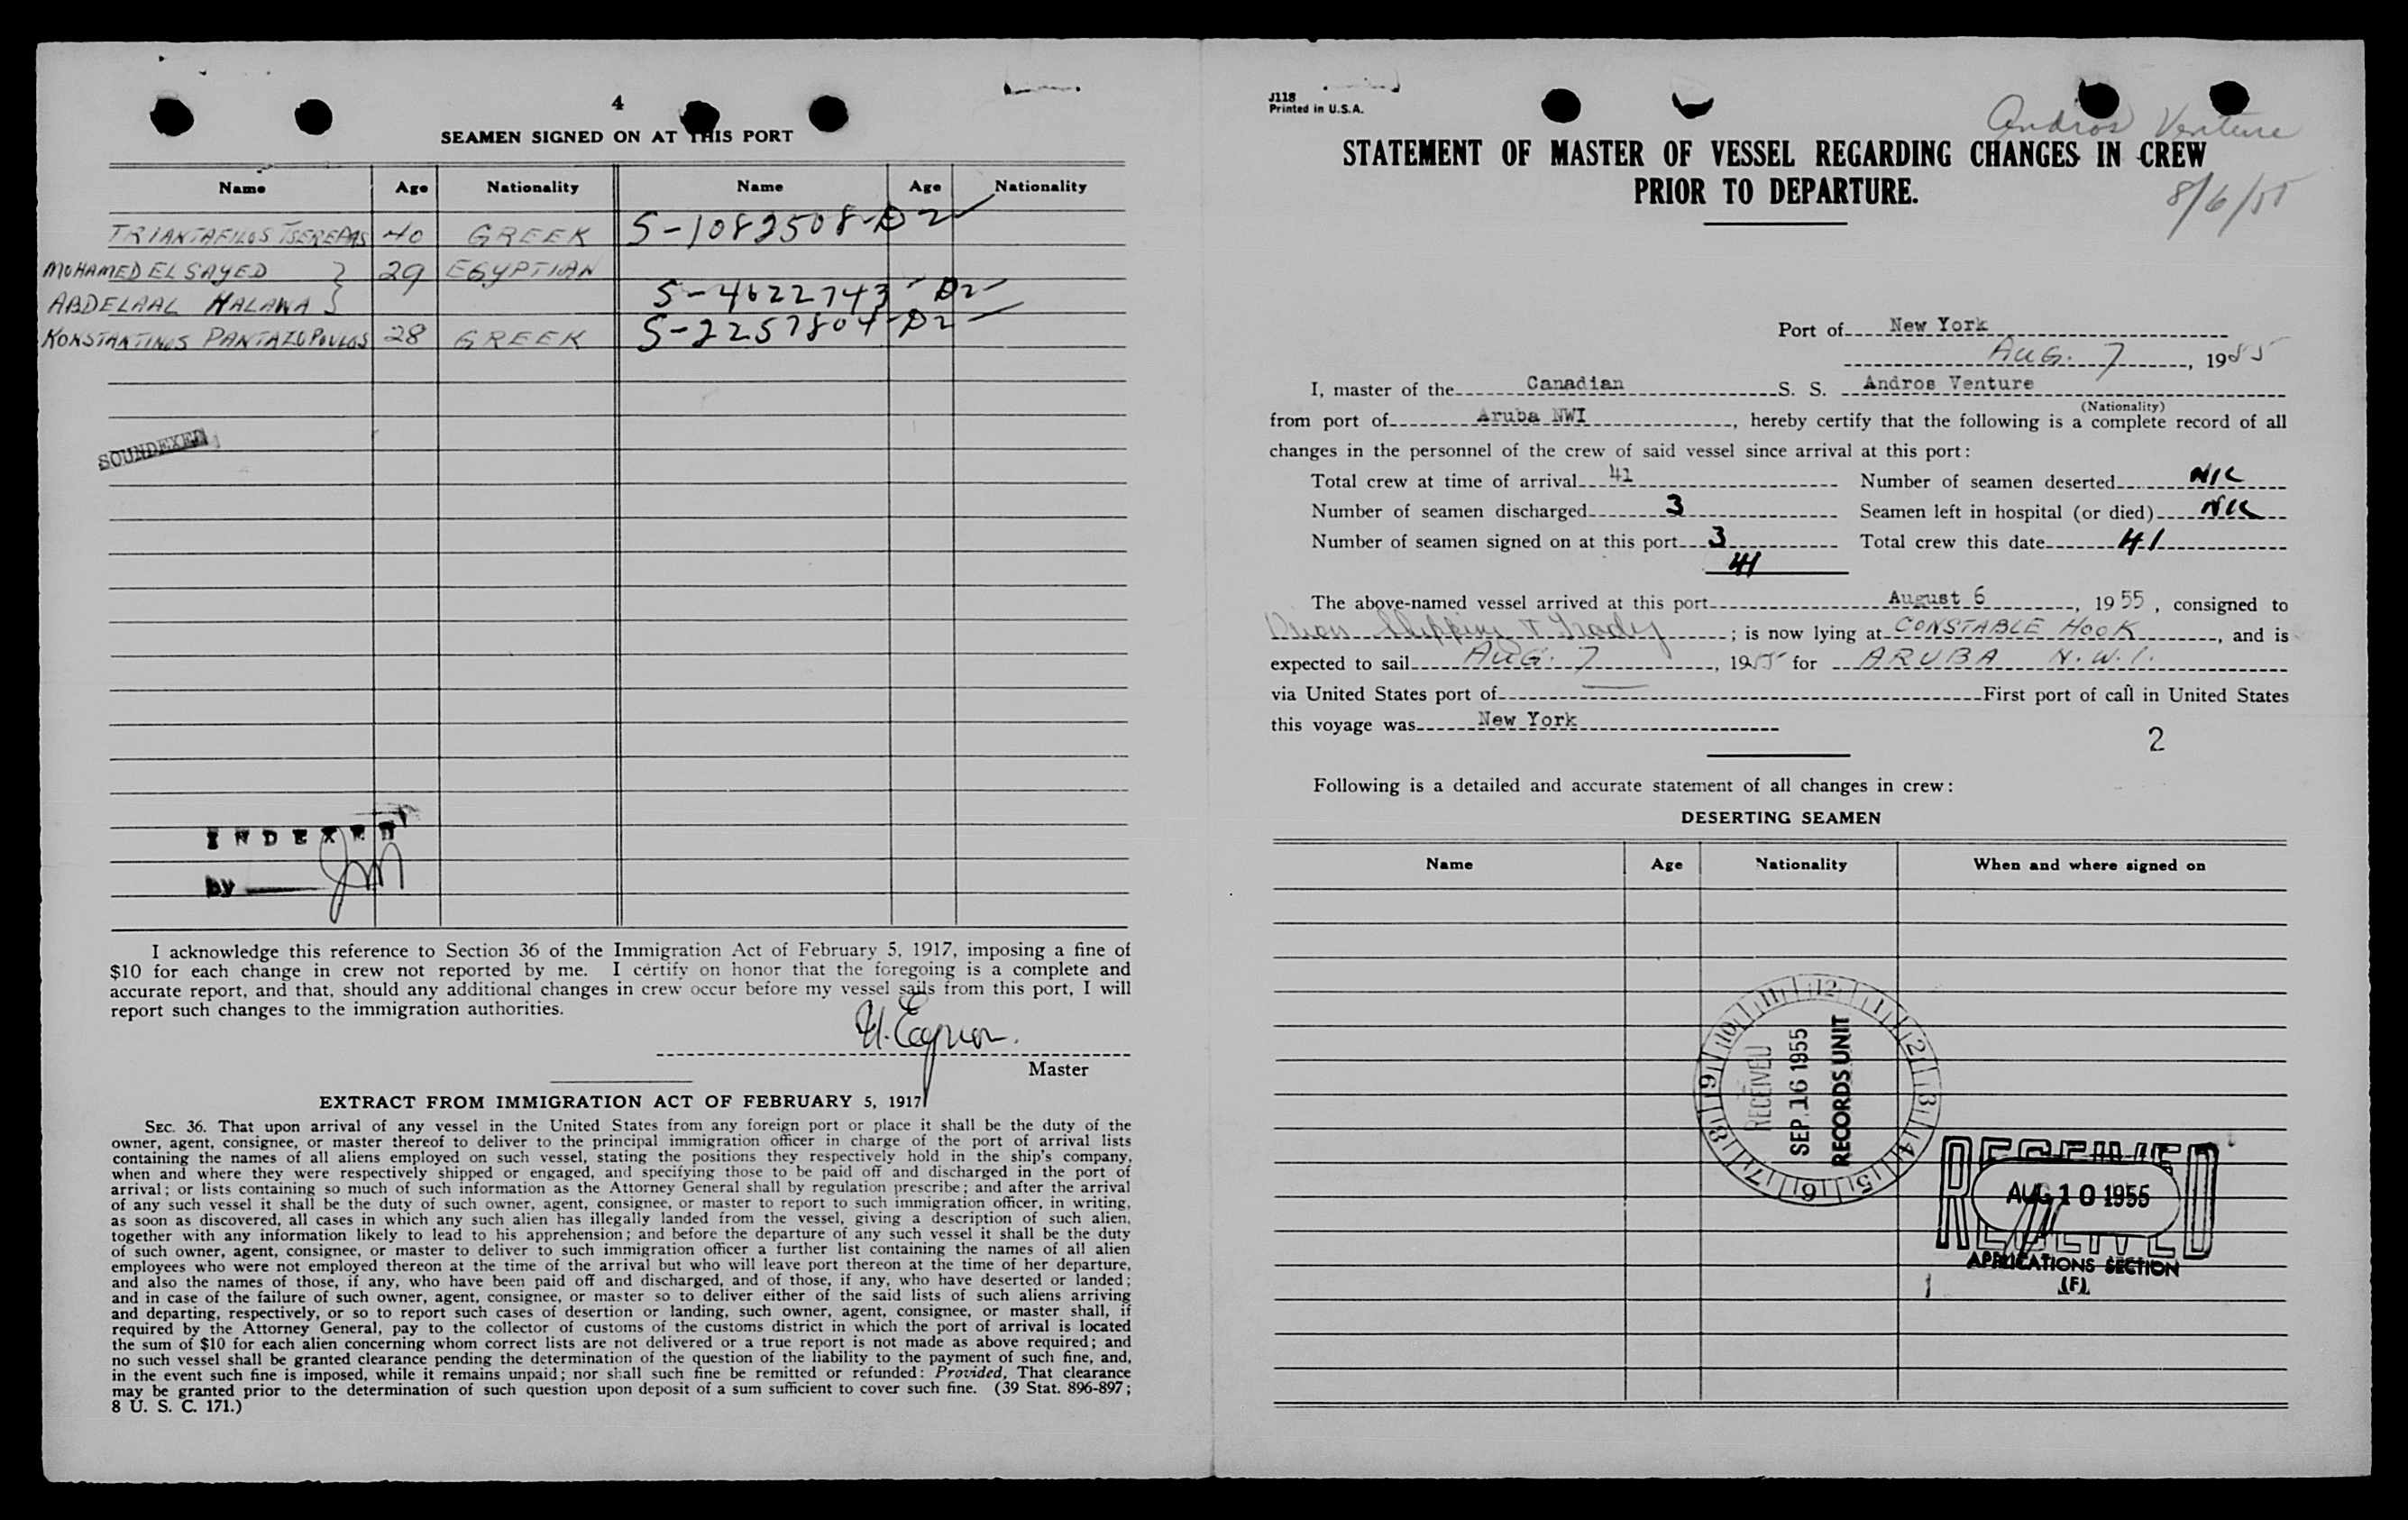 4
SEAMEN SIGNED ON AT THIS PORT
Name Age Nationality Name Age Nationality
TRIANTAFILOS TSEREPAS 40 GREEK S-1082508-D2
MOHAMED EL SAYED } 29 EGYPTIAN
ABDELAAL HALAWA } S-4622743-D2
KONSTANTINOS PANTAZOPOULOS 28 GREEK S-2257804-D2
SOUNDEXED
INDEXED
by JM
I acknowledge this reference to Section 36 of the Immigration Act of February 5, 1917, imposing a fine of
$10 for each change in crew not reported by me. I certify on honor that the foregoing is a complete and
accurate report, and that, should any additional changes in crew occur before my vessel sails from this port, I will
report such changes to the immigration authorities.
Master
EXTRACT FROM IMMIGRATION ACT OF FEBRUARY 5, 1917
SEC. 36. That upon arrival of any vessel in the United States from any foreign port or place it shall be the duty of the
owner, agent, consignee, or master thereof to deliver to the principal immigration officer in charge of the port of arrival lists
containing the names of all aliens employed on such vessel, stating the positions they respectively hold in the ship's company,
when and where they were respectively shipped or engaged, and specifying those to be paid off and discharged in the port of
arrival; or lists containing so much of such information as the Attorney General shall by regulation prescribe; and after the arrival
of any such vessel it shall be the duty of such owner, agent, consignee, or master to report to such immigration officer, in writing,
as soon as discovered, all cases in which any such alien has illegally landed from the vessel, giving a description of such alien,
together with any information likely to lead to his apprehension; and before the departure of any such vessel it shall be the duty
of such owner, agent, consignee, or master to deliver to such immigration officer a further list containing the names of all alien
employees who were not employed thereon at the time of the arrival but who will leave port thereon at the time of her departure,
and also the names of those, if any, who have been paid off and discharged, and of those, if any, who have deserted or landed;
and in case of the failure of such owner, agent, consignee, or master so to deliver either of the said lists of such aliens arriving
and departing, respectively, or so to report such cases of desertion or landing, such owner, agent, consignee, or master shall, if
required by the Attorney General, pay to the collector of customs of the customs district in which the port of arrival is located
the sum of $10 for each alien concerning whom correct lists are not delivered or a true report is not made as above required; and
no such vessel shall be granted clearance pending the determination of the question of the liability to the payment of such fine, and,
in the event such fine is imposed, while it remains unpaid; nor shall such fine be remitted or refunded: Provided, That clearance
may be granted prior to the determination of such question upon deposit of a sum sufficient to cover such fine. (39 Stat. 896-897;
8 U. S. C. 171.)
J118
Printed in U.S.A.
Andros Venture
STATEMENT OF MASTER OF VESSEL REGARDING CHANGES IN CREW
PRIOR TO DEPARTURE.
8/6/55
Port of New York
AUG. 7, 1955
I, master of the Canadian S. S. Andros Venture
(Nationality)
from port of Aruba NWI, hereby certify that the following is a complete record of all
changes in the personnel of the crew of said vessel since arrival at this port:
Total crew at time of arrival 41 Number of seamen deserted NIL
Number of seamen discharged 3 Seamen left in hospital (or died) NIL
Number of seamen signed on at this port 3 Total crew this date 41
41
The above-named vessel arrived at this port August 6, 1955, consigned to
Orion Shipping & Trading; is now lying at CONSTABLE HOOK, and is
expected to sail AUG. 7, 1955 for ARUBA N.W.I.
via United States port of — First port of call in United States
this voyage was New York
2
Following is a detailed and accurate statement of all changes in crew:
DESERTING SEAMEN
Name Age Nationality When and where signed on
11 12 1 2 3 4 5 6 7 8 9 10
RECEIVED
SEP 16 1955
RECORDS UNIT
RECEIVED
AUG 10 1955
APPLICATIONS SECTION
(F)